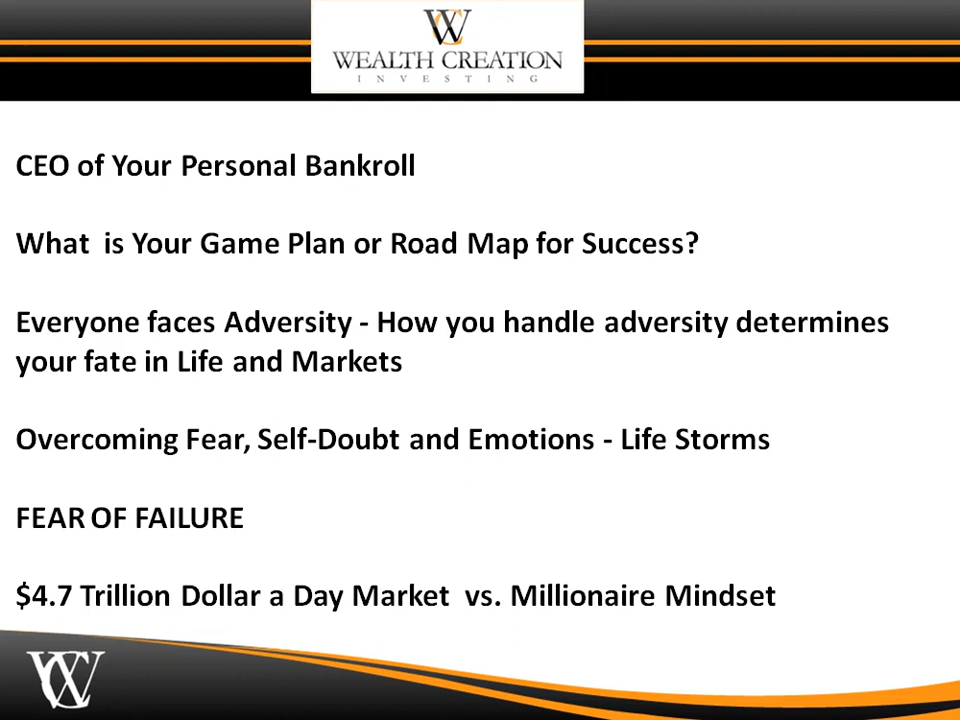 WC
WEALTH CREATION
INVESTING
CEO of Your Personal Bankroll
What is Your Game Plan or Road Map for Success?
Everyone faces Adversity - How you handle adversity determines
your fate in Life and Markets
Overcoming Fear, Self-Doubt and Emotions - Life Storms
FEAR OF FAILURE
$4.7 Trillion Dollar a Day Market vs. Millionaire Mindset
WC